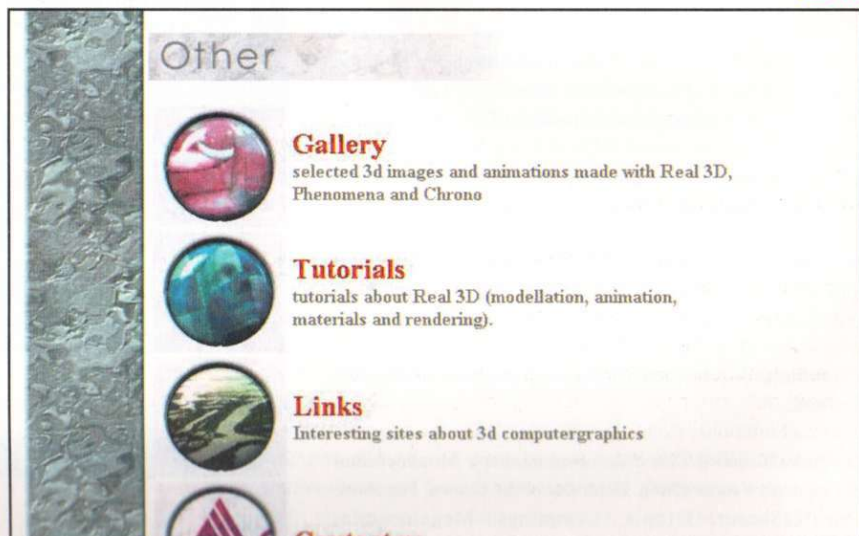 Other
Gallery
selected 3d images and animations made with Real 3D,
Phenomena and Chrono
Tutorials
tutorials about Real 3D (modellation, animation,
materials and rendering).
Links
Interesting sites about 3d computergraphics